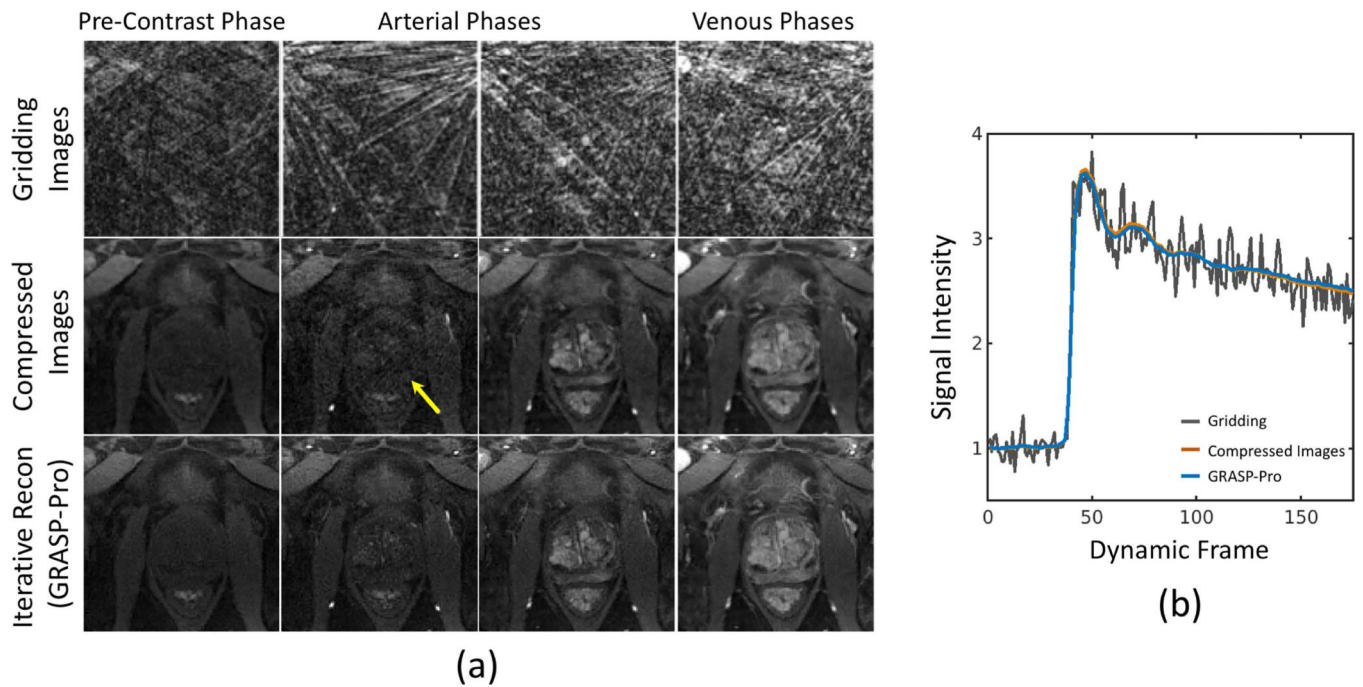 Pre-Contrast Phase
Arterial Phases
Venous Phases
Gridding
Images
Compressed
Images
Iterative Recon
(GRASP-Pro)
(a)
Signal Intensity
4
3
2
1
0
50
100
150
Gridding
Compressed Images
GRASP-Pro
Dynamic Frame
(b)